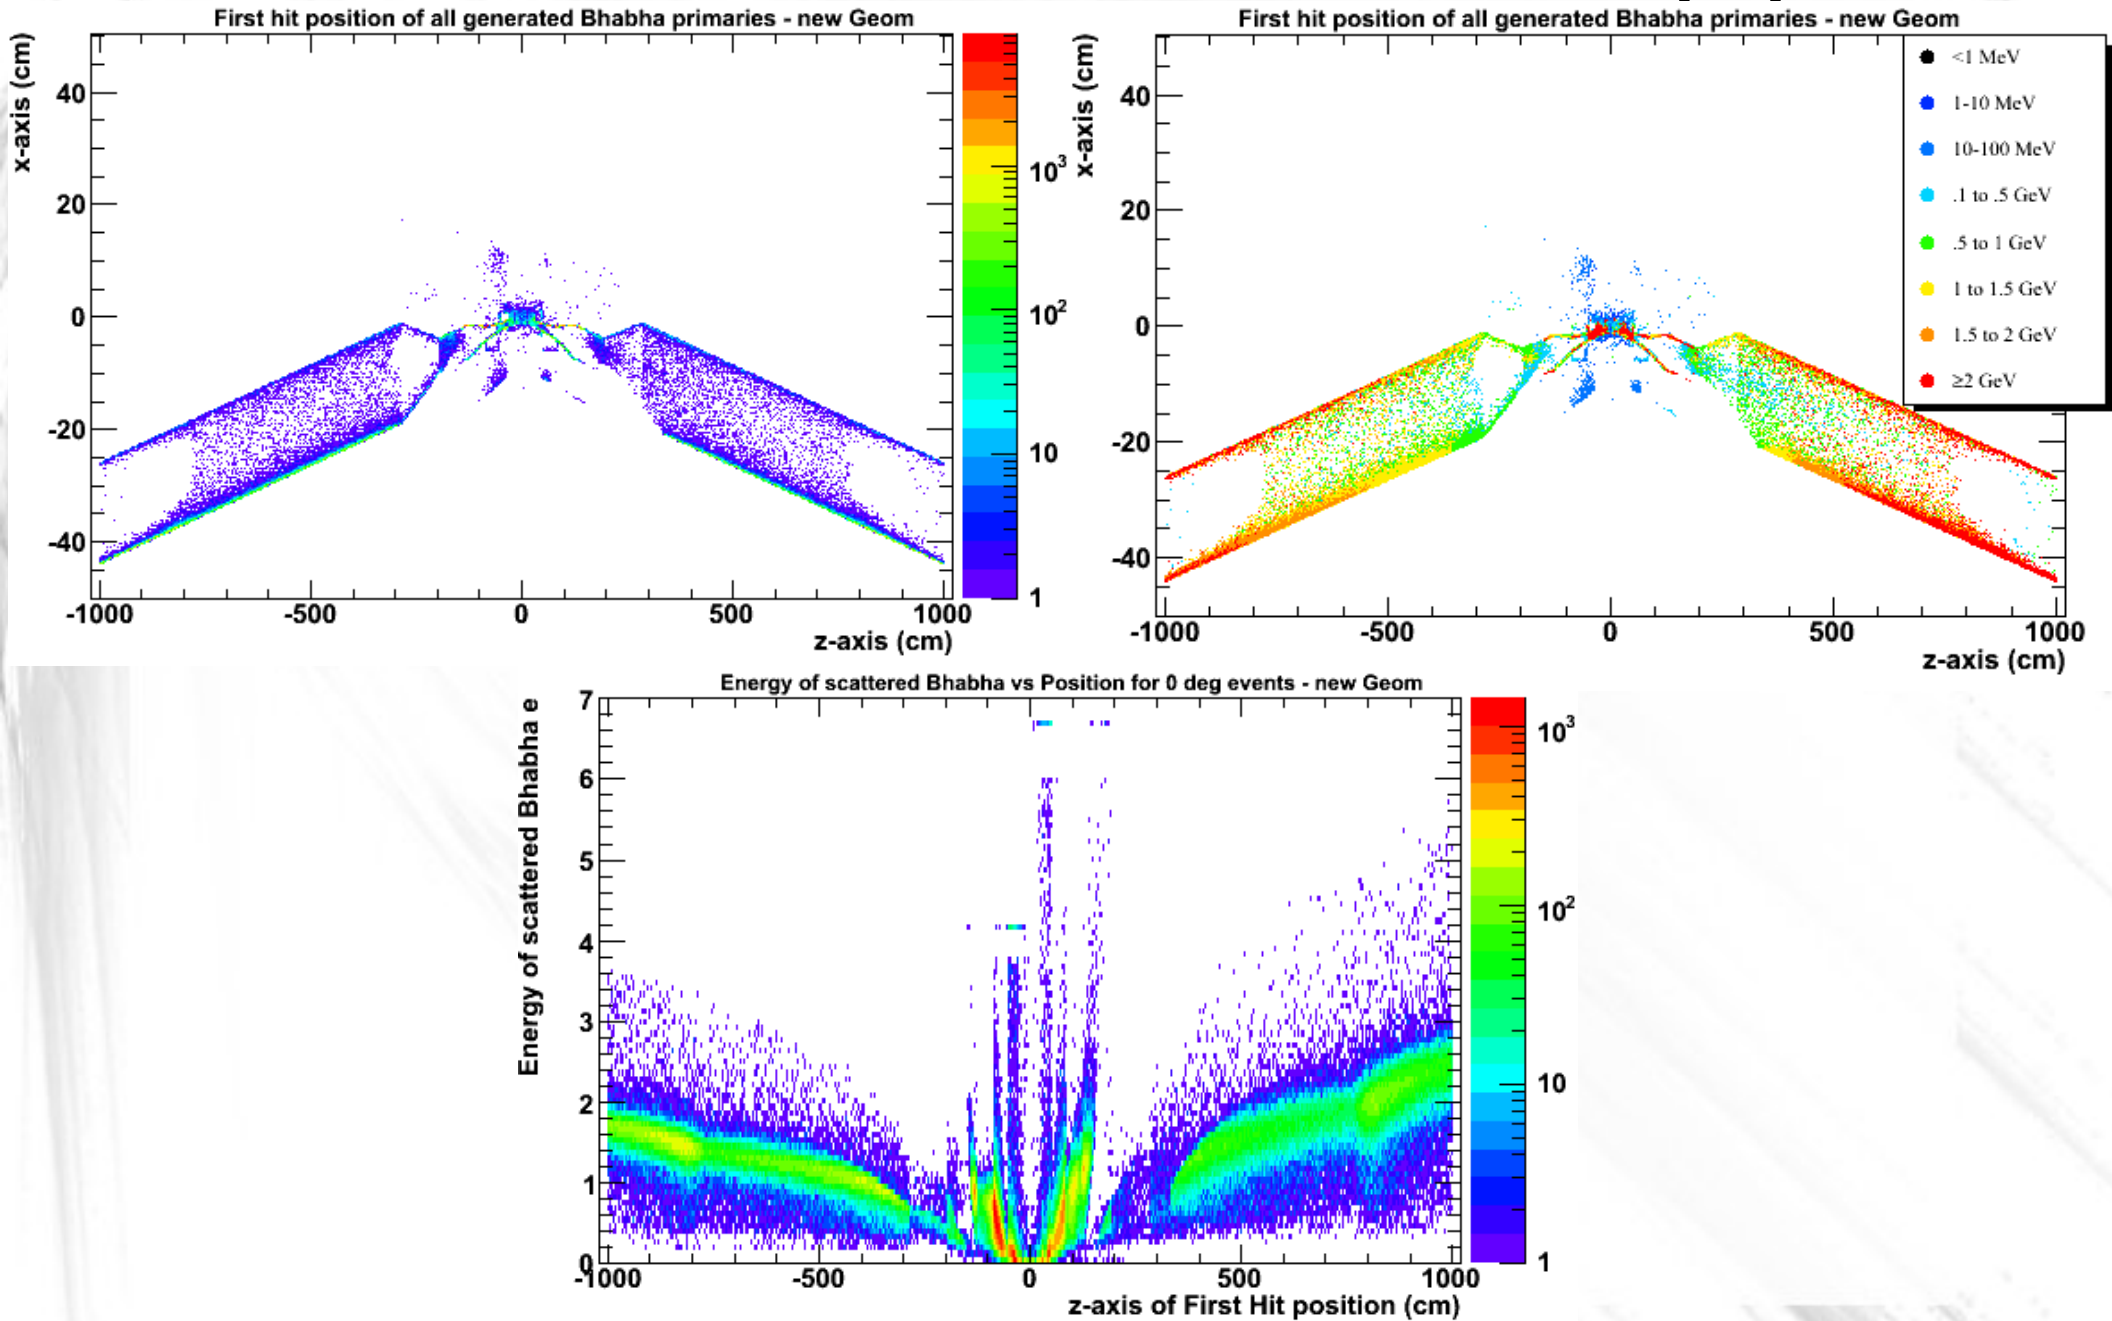 First hit position of all generated Bhabha primaries - new Geom
x-axis (cm)
40
20
0
-20
-40
-1000
-500
0
500
1000
z-axis (cm)
10³
10²
10
1
First hit position of all generated Bhabha primaries - new Geom
x-axis (cm)
40
20
0
-20
-40
-1000
-500
0
500
1000
z-axis (cm)
<1 MeV
1-10 MeV
10-100 MeV
.1 to .5 GeV
.5 to 1 GeV
1 to 1.5 GeV
1.5 to 2 GeV
≥2 GeV
Energy of scattered Bhabha vs Position for 0 deg events - new Geom
Energy of scattered Bhabha e
7
6
5
4
3
2
1
0
-1000
-500
0
500
1000
z-axis of First Hit position (cm)
10³
10²
10
1